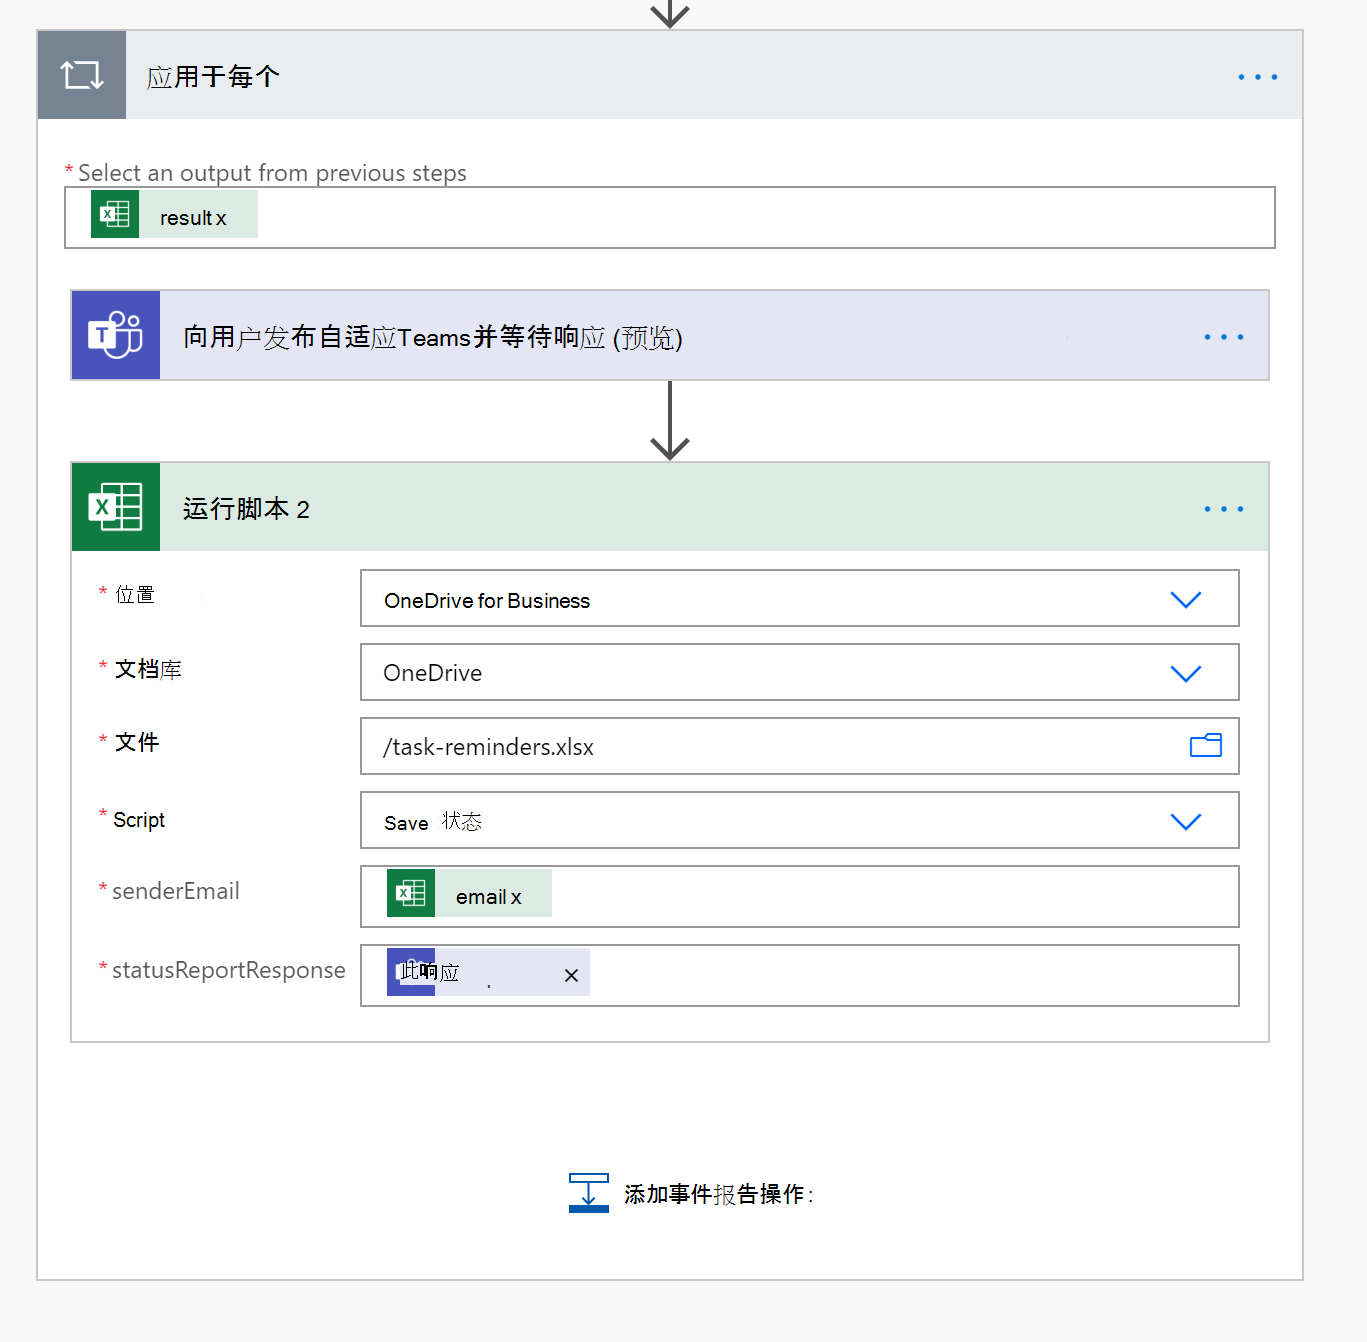 应用于每个
* Select an output from previous steps
result x
向用户发布自适应Teams并等待响应 (预览)
运行脚本 2
* 位置
OneDrive for Business
* 文档库
OneDrive
* 文件
/task-reminders.xlsx
* Script
Save 状态
* senderEmail
email x
* statusReportResponse
此响应 ×
添加事件报告操作: